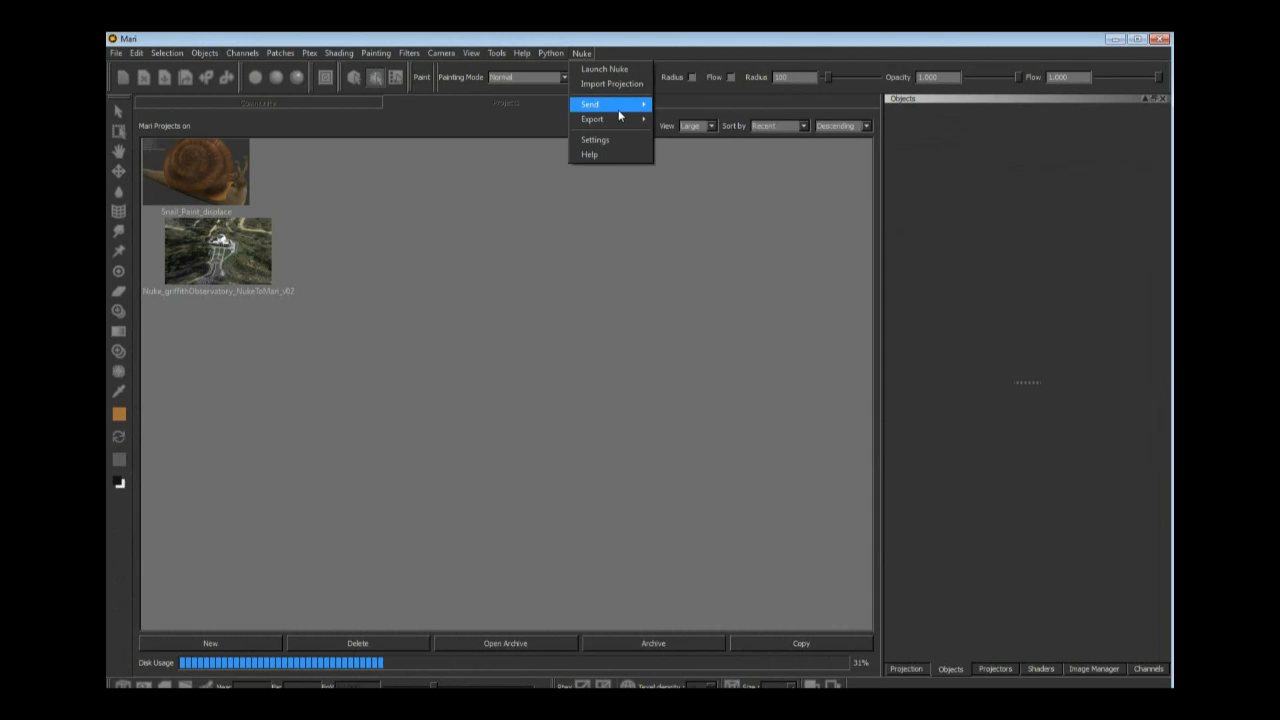 Mari
File Edit Selection Objects Channels Patches Ptex Shading Painting Filters Camera View Tools Help Python Nuke
Paint Painting Mode Normal Radius Flow Radius 100 Opacity 1.000 Flow 1.000
Launch Nuke
Import Projection
Send
Export
Settings
Help
Community Projects
Objects
Mari Projects on View Large Sort by Recent Descending
Snail_Paint_displace
Nuke_griffithObservatory_NukeToMari_v02
New Delete Open Archive Archive Copy
Disk Usage 31%
Projection Objects Projectors Shaders Image Manager Channels